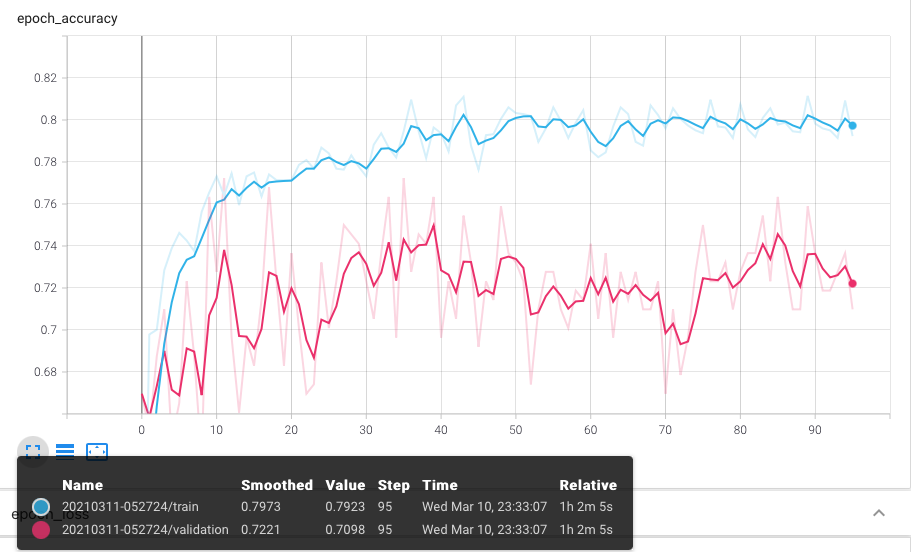 epoch_accuracy
0.82
0.8
0.78
0.76
0.74
0.72
0.7
0.68
0 10 20 30 40 50 60 70 80 90
Name Smoothed Value Step Time Relative
20210311-052724/train 0.7973 0.7923 95 Wed Mar 10, 23:33:07 1h 2m 5s
20210311-052724/validation 0.7221 0.7098 95 Wed Mar 10, 23:33:07 1h 2m 5s
epoch_loss